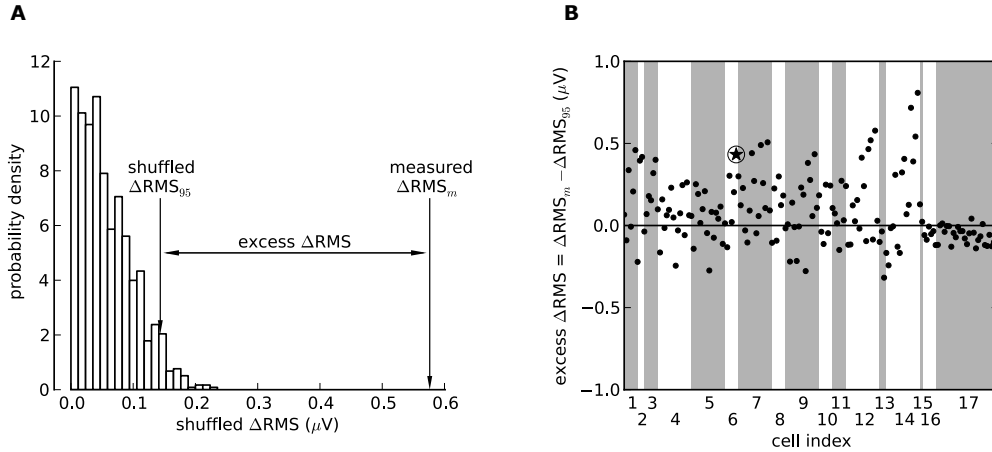 A
12
10
8
6
4
2
0
probability density
shuffled
ΔRMS₉₅
measured
ΔRMSₘ
excess ΔRMS
0.0 0.1 0.2 0.3 0.4 0.5 0.6
shuffled ΔRMS (μV)
B
1.0
0.5
0.0
−0.5
−1.0
excess ΔRMS = ΔRMSₘ − ΔRMS₉₅ (μV)
1 3 5 7 9 11 13 15 17
2 4 6 8 10 12 14 16
cell index